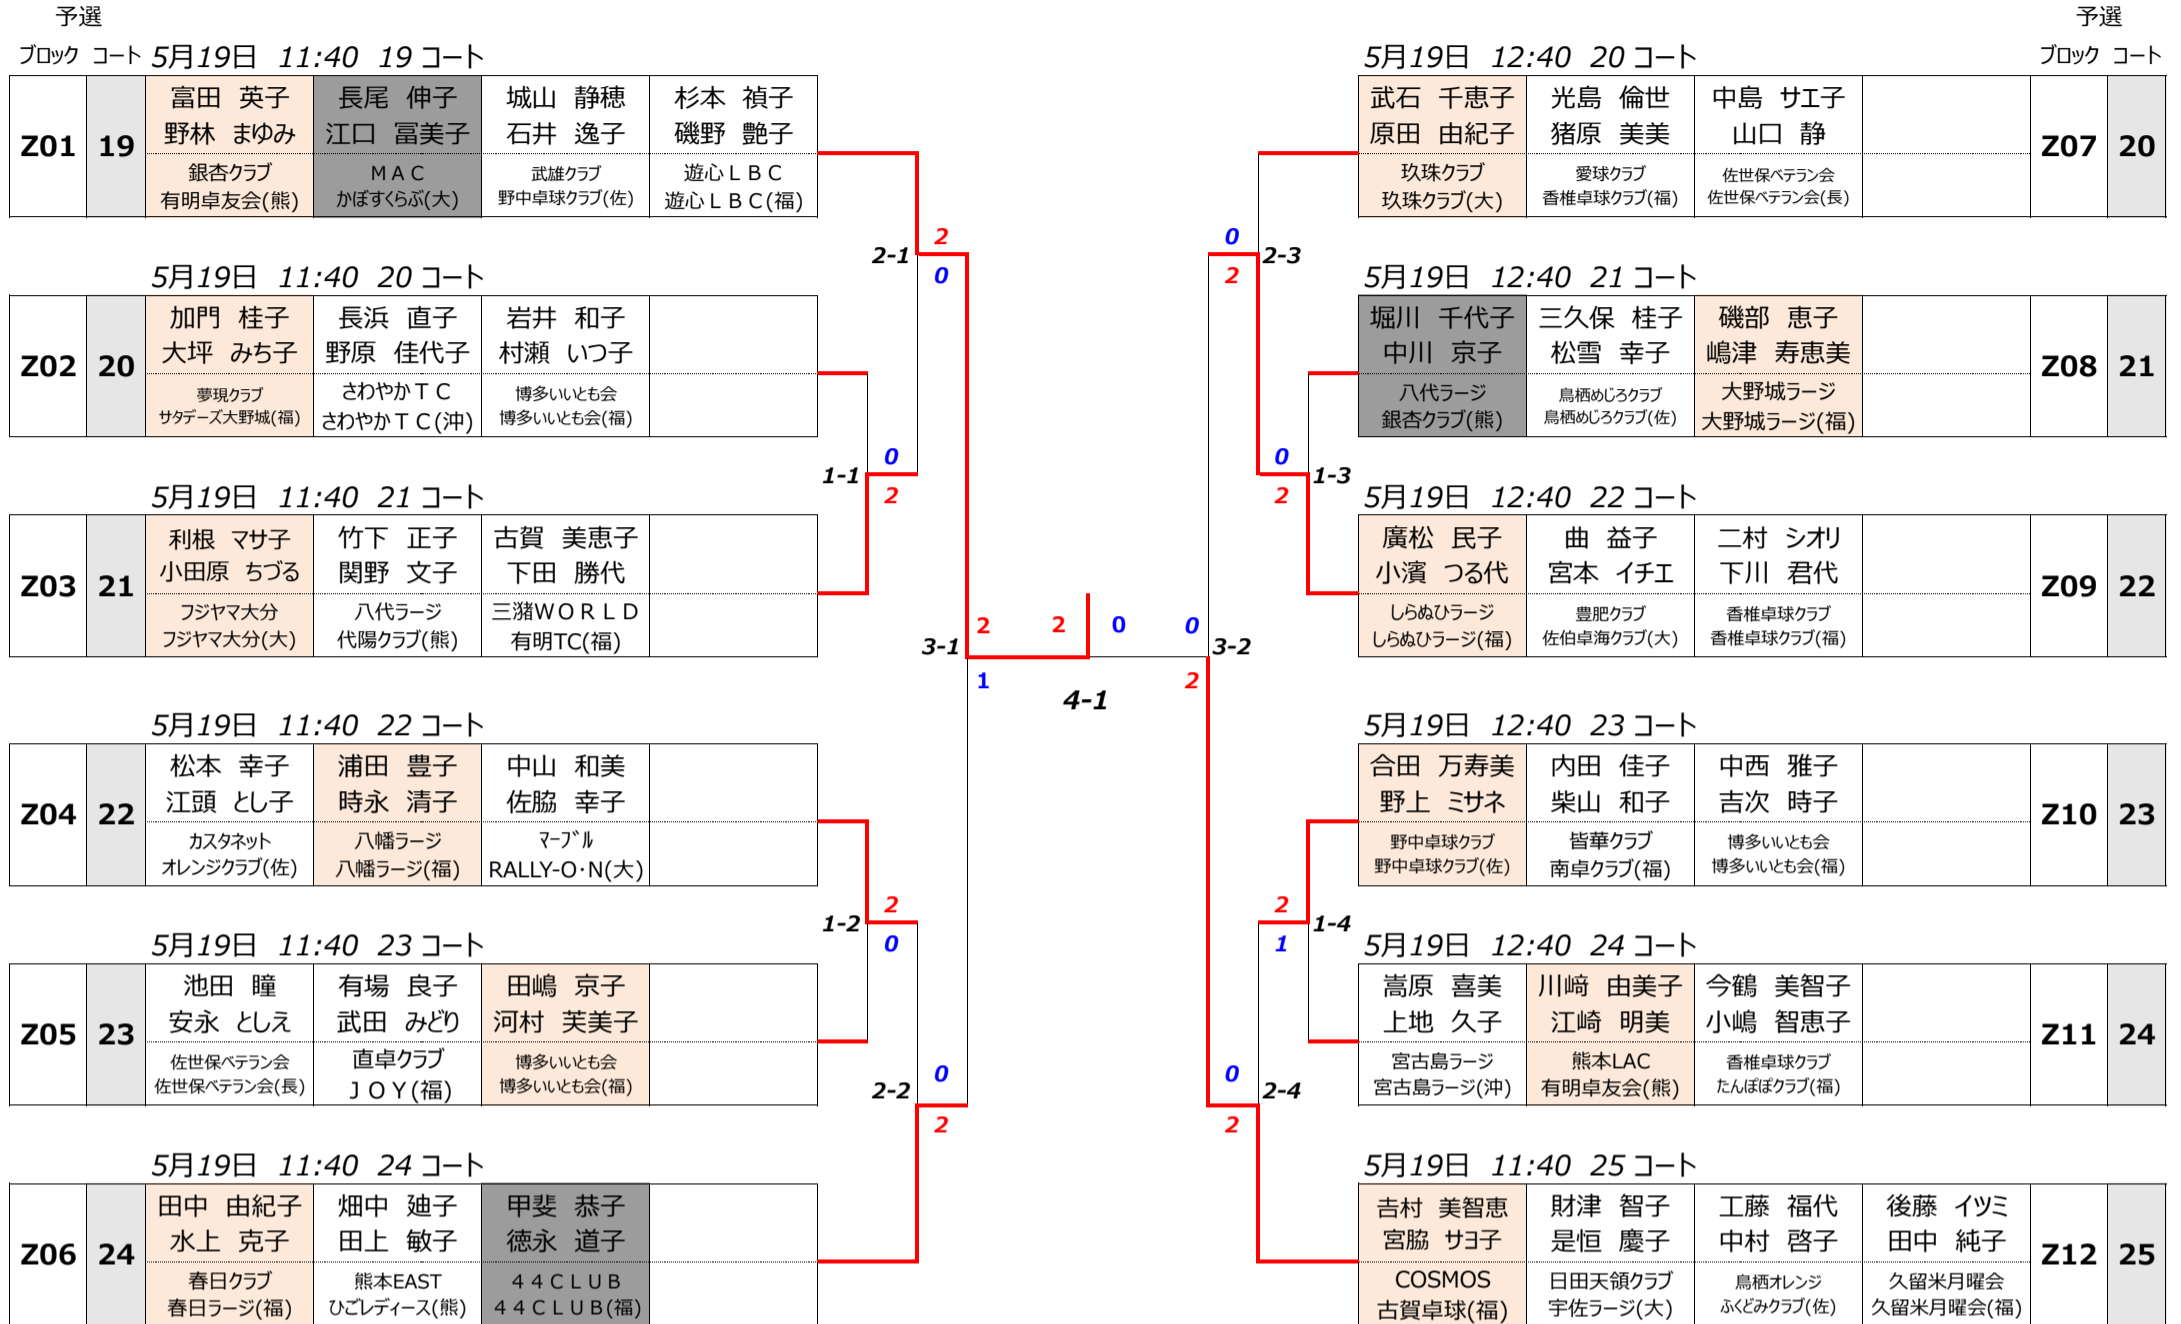 予選
ブロック コート 5月19日 11:40 19 コート
Z01 19
富田 英子 長尾 伸子 城山 静穂 杉本 禎子
野林 まゆみ 江口 冨美子 石井 逸子 磯野 艶子
銀杏クラブ ＭＡＣ 武雄クラブ 遊心ＬＢＣ
有明卓友会(熊) かぼすくらぶ(大) 野中卓球クラブ(佐) 遊心ＬＢＣ(福)
5月19日 11:40 20 コート
Z02 20
加門 桂子 長浜 直子 岩井 和子
大坪 みち子 野原 佳代子 村瀬 いつ子
夢現クラブ さわやかＴＣ 博多いいとも会
サタデーズ大野城(福) さわやかＴＣ(沖) 博多いいとも会(福)
5月19日 11:40 21 コート
Z03 21
利根 マサ子 竹下 正子 古賀 美恵子
小田原 ちづる 関野 文子 下田 勝代
フジヤマ大分 八代ラージ 三潴ＷＯＲＬＤ
フジヤマ大分(大) 代陽クラブ(熊) 有明TC(福)
5月19日 11:40 22 コート
Z04 22
松本 幸子 浦田 豊子 中山 和美
江頭 とし子 時永 清子 佐脇 幸子
カスタネット 八幡ラージ マーブル
オレンジクラブ(佐) 八幡ラージ(福) RALLY-O・N(大)
5月19日 11:40 23 コート
Z05 23
池田 瞳 有場 良子 田嶋 京子
安永 としえ 武田 みどり 河村 芙美子
佐世保ベテラン会 直卓クラブ 博多いいとも会
佐世保ベテラン会(長) ＪＯＹ(福) 博多いいとも会(福)
5月19日 11:40 24 コート
Z06 24
田中 由紀子 畑中 廸子 甲斐 恭子
水上 克子 田上 敏子 徳永 道子
春日クラブ 熊本EAST ４４ＣＬＵＢ
春日ラージ(福) ひごレディース(熊) ４４ＣＬＵＢ(福)
2-1 2
0
1-1 0
2
3-1 2
1
1-2 2
0
2-2 0
2
2 0
4-1
0 2-3
2
0 1-3
2
0 3-2
2
2 1-4
1
0 2-4
2
予選
5月19日 12:40 20 コート ブロック コート
武石 千恵子 光島 倫世 中島 サエ子
原田 由紀子 猪原 美美 山口 静
玖珠クラブ 愛球クラブ 佐世保ベテラン会
玖珠クラブ(大) 香椎卓球クラブ(福) 佐世保ベテラン会(長)
Z07 20
5月19日 12:40 21 コート
堀川 千代子 三久保 桂子 磯部 恵子
中川 京子 松雪 幸子 嶋津 寿恵美
八代ラージ 鳥栖めじろクラブ 大野城ラージ
銀杏クラブ(熊) 鳥栖めじろクラブ(佐) 大野城ラージ(福)
Z08 21
5月19日 12:40 22 コート
廣松 民子 曲 益子 二村 シオリ
小濱 つる代 宮本 イチエ 下川 君代
しらぬひラージ 豊肥クラブ 香椎卓球クラブ
しらぬひラージ(福) 佐伯卓海クラブ(大) 香椎卓球クラブ(福)
Z09 22
5月19日 12:40 23 コート
合田 万寿美 内田 佳子 中西 雅子
野上 ミサネ 柴山 和子 吉次 時子
野中卓球クラブ 皆華クラブ 博多いいとも会
野中卓球クラブ(佐) 南卓クラブ(福) 博多いいとも会(福)
Z10 23
5月19日 12:40 24 コート
嵩原 喜美 川﨑 由美子 今鶴 美智子
上地 久子 江崎 明美 小嶋 智恵子
宮古島ラージ 熊本LAC 香椎卓球クラブ
宮古島ラージ(沖) 有明卓友会(熊) たんぽぽクラブ(福)
Z11 24
5月19日 11:40 25 コート
𠮷村 美智恵 財津 智子 工藤 福代 後藤 イツミ
宮脇 サヨ子 是恒 慶子 中村 啓子 田中 純子
COSMOS 日田天領クラブ 鳥栖オレンジ 久留米月曜会
古賀卓球(福) 宇佐ラージ(大) ふくどみクラブ(佐) 久留米月曜会(福)
Z12 25